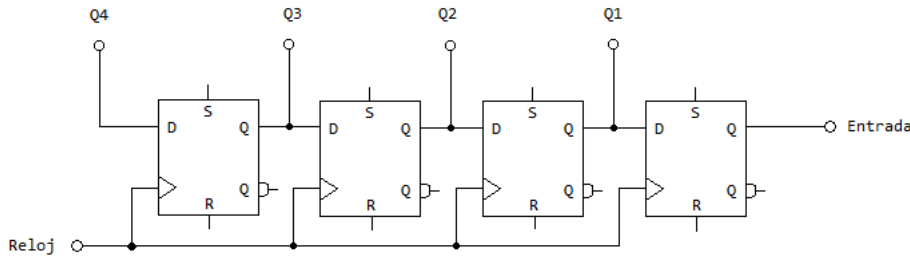 Q4 Q3 Q2 Q1
S S S S
D Q D Q D Q D Q Entrada
Q Q Q Q
R R R R
Reloj